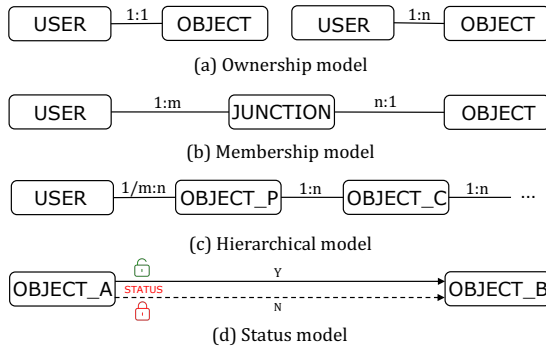 USER 1:1 OBJECT USER 1:n OBJECT
(a) Ownership model
USER 1:m JUNCTION n:1 OBJECT
(b) Membership model
USER 1/m:n OBJECT_P 1:n OBJECT_C 1:n ...
(c) Hierarchical model
OBJECT_A STATUS Y N OBJECT_B
(d) Status model